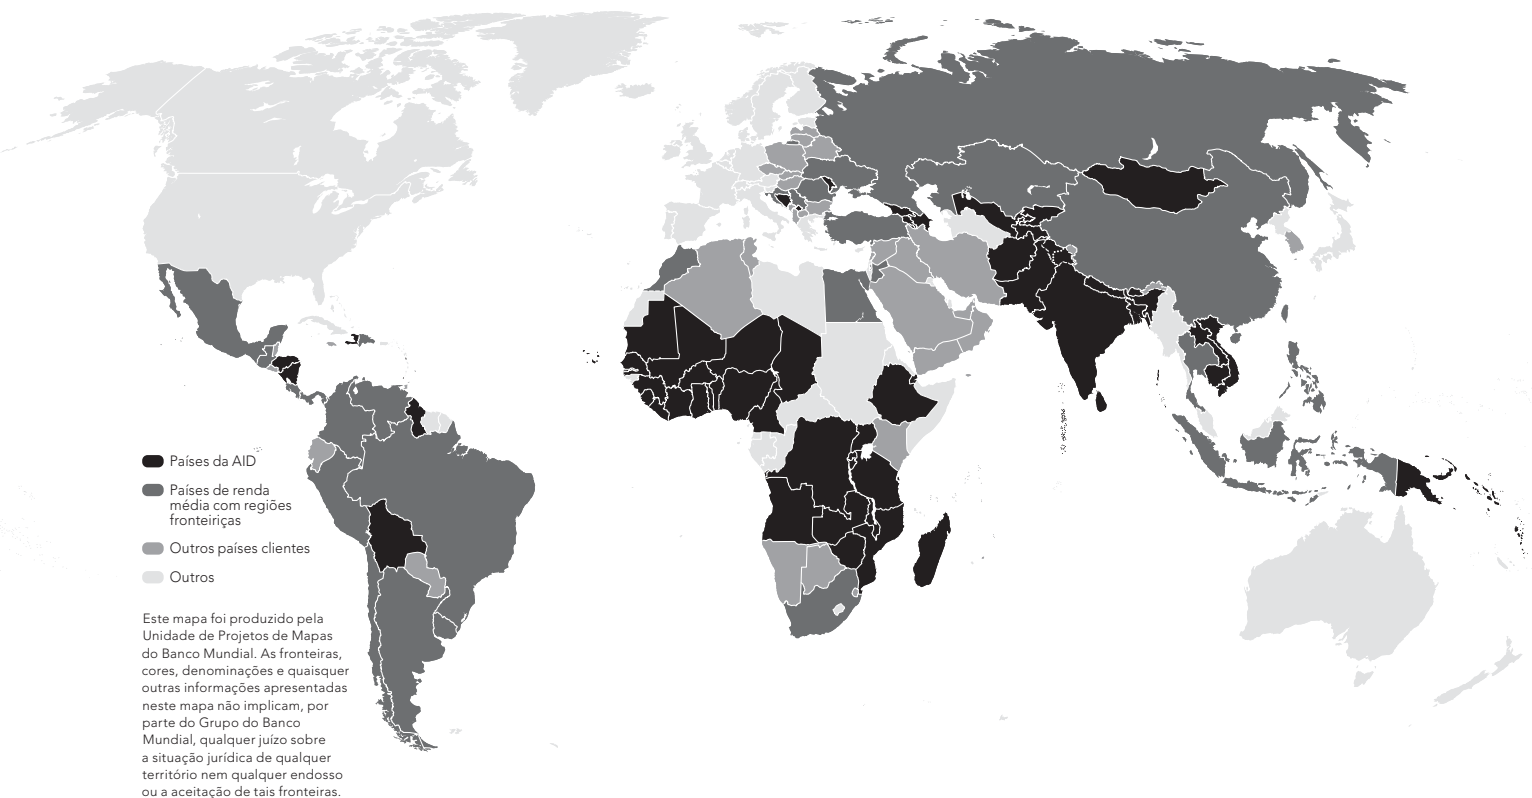 Países da AID
Países de renda
média com regiões
fronteiriças
Outros países clientes
Outros
Este mapa foi produzido pela
Unidade de Projetos de Mapas
do Banco Mundial. As fronteiras,
cores, denominações e quaisquer
outras informações apresentadas
neste mapa não implicam, por
parte do Grupo do Banco
Mundial, qualquer juízo sobre
a situação jurídica de qualquer
território nem qualquer endosso
ou a aceitação de tais fronteiras.